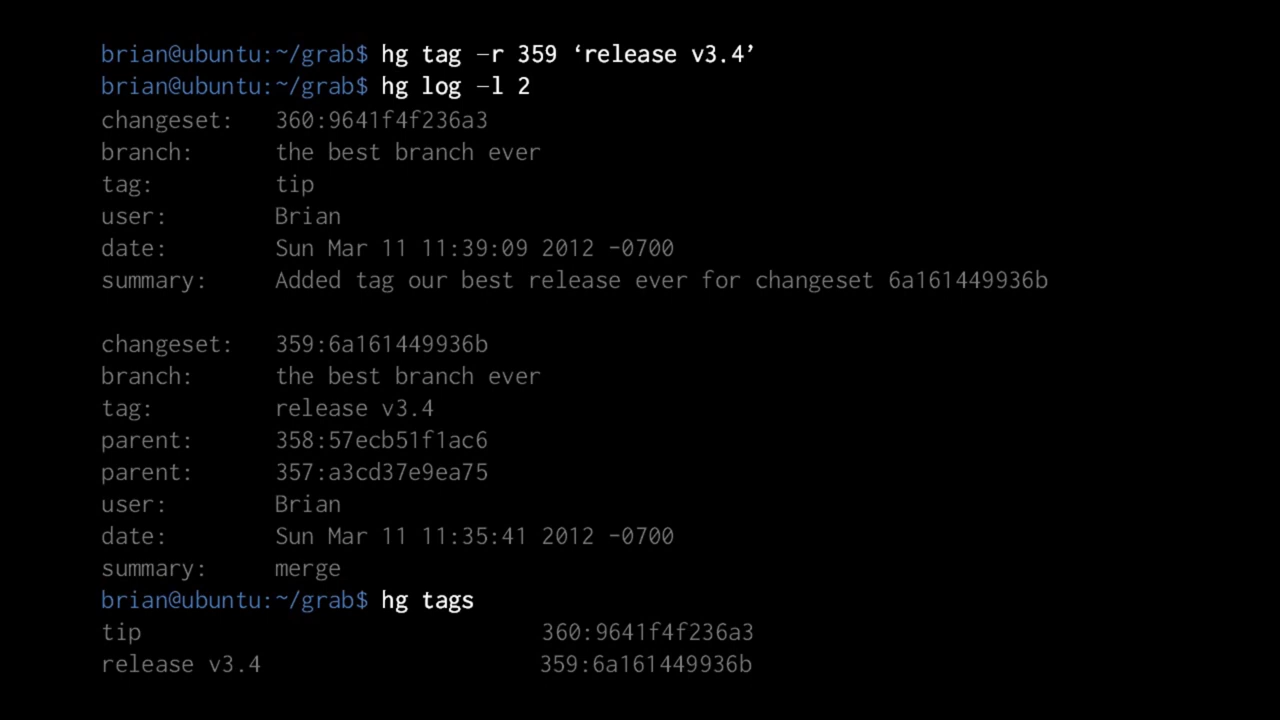 brian@ubuntu:~/grab$ hg tag –r 359 ‘release v3.4’
brian@ubuntu:~/grab$ hg log –l 2
changeset: 360:9641f4f236a3
branch: the best branch ever
tag: tip
user: Brian
date: Sun Mar 11 11:39:09 2012 -0700
summary: Added tag our best release ever for changeset 6a161449936b
changeset: 359:6a161449936b
branch: the best branch ever
tag: release v3.4
parent: 358:57ecb51f1ac6
parent: 357:a3cd37e9ea75
user: Brian
date: Sun Mar 11 11:35:41 2012 -0700
summary: merge
brian@ubuntu:~/grab$ hg tags
tip 360:9641f4f236a3
release v3.4 359:6a161449936b